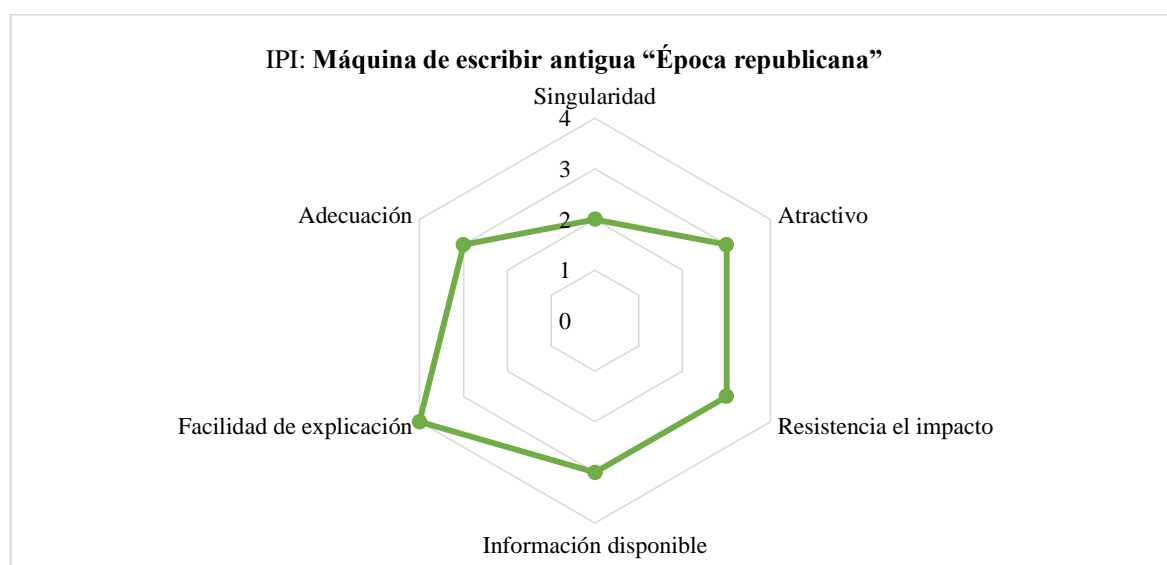 IPI: Máquina de escribir antigua “Época republicana”
Singularidad
4
3
Adecuación
Atractivo
2
1
0
Facilidad de explicación
Resistencia el impacto
Información disponible